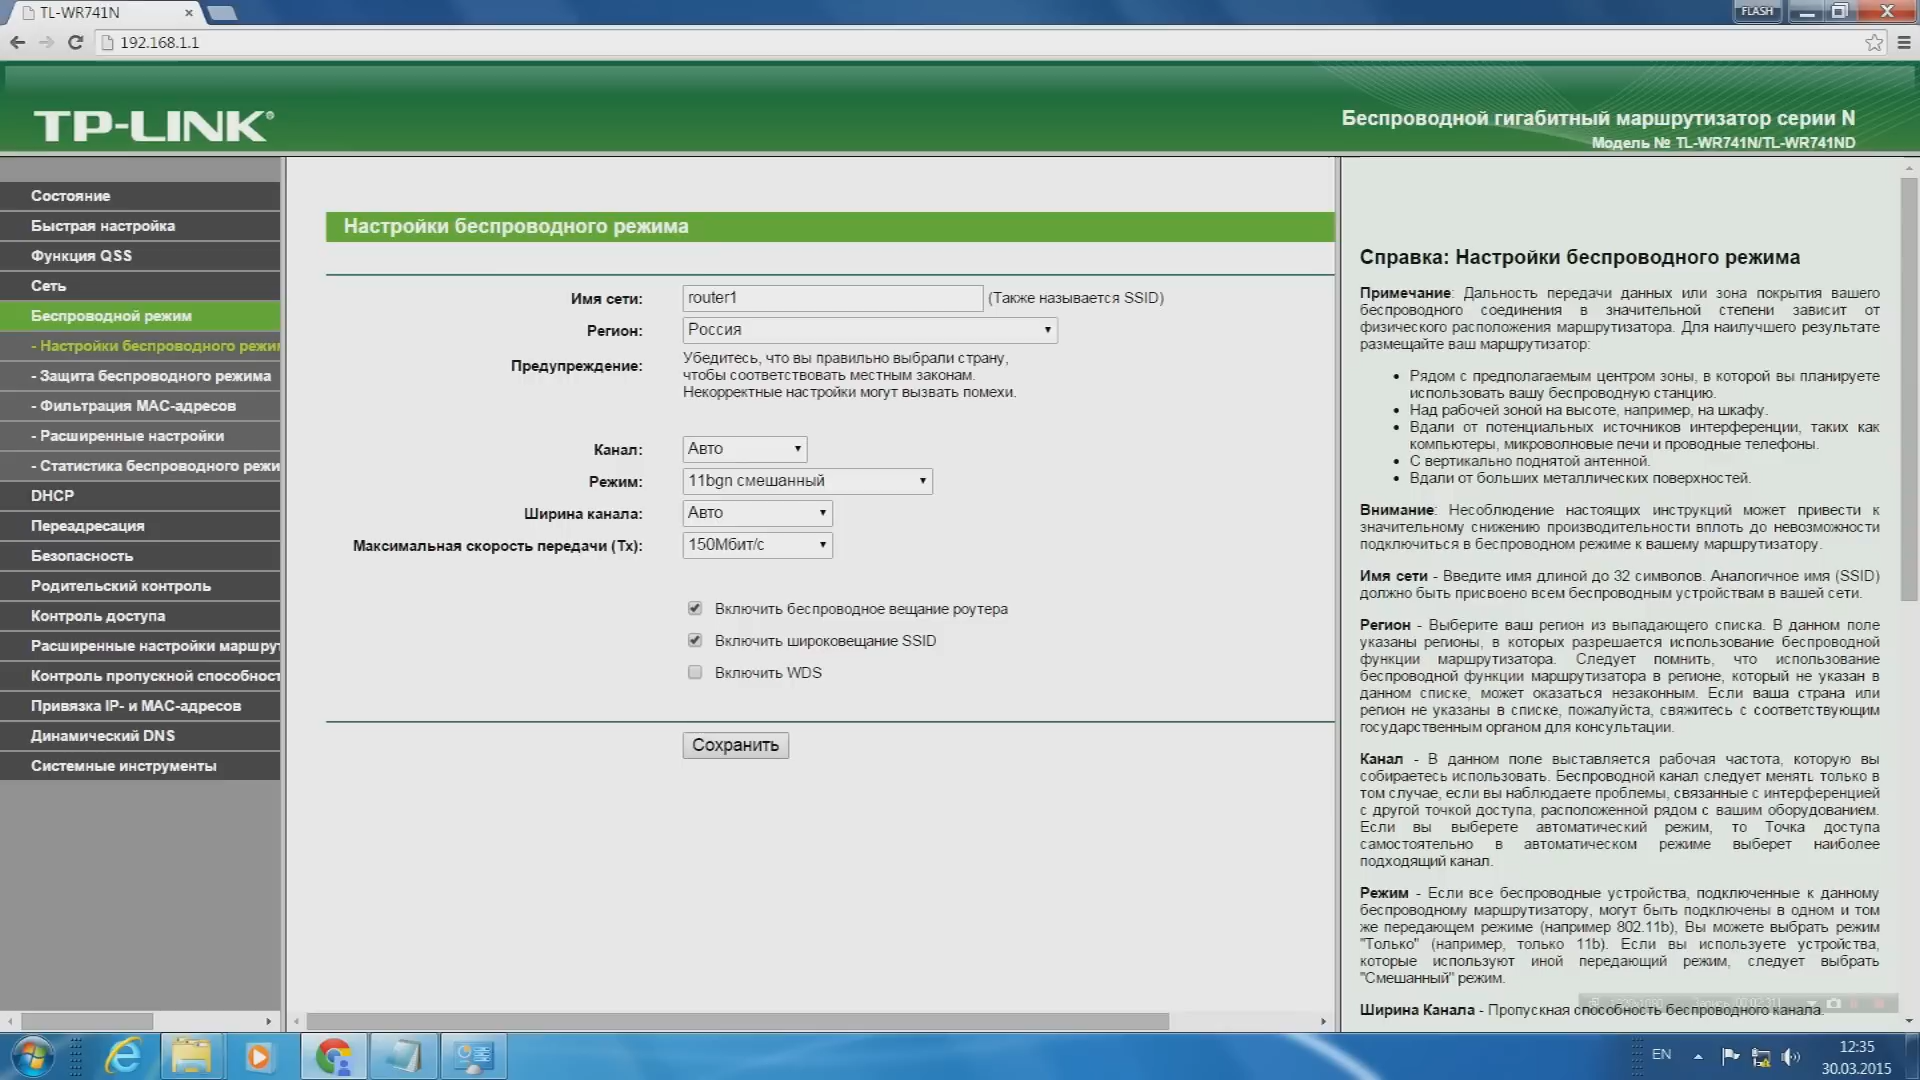 TL-WR741N
FLASH
192.168.1.1
TP-LINK®
Беспроводной гигабитный маршрутизатор серии N
Модель № TL-WR741N/TL-WR741ND
Состояние
Быстрая настройка
Функция QSS
Сеть
Беспроводной режим
- Настройки беспроводного режи
- Защита беспроводного режима
- Фильтрация MAC-адресов
- Расширенные настройки
- Статистика беспроводного режи
DHCP
Переадресация
Безопасность
Родительский контроль
Контроль доступа
Расширенные настройки маршрут
Контроль пропускной способност
Привязка IP- и MAC-адресов
Динамический DNS
Системные инструменты
Настройки беспроводного режима
Имя сети: router1 (Также называется SSID)
Регион: Россия
Предупреждение: Убедитесь, что вы правильно выбрали страну,
чтобы соответствовать местным законам.
Некорректные настройки могут вызвать помехи.
Канал: Авто
Режим: 11bgn смешанный
Ширина канала: Авто
Максимальная скорость передачи (Tx): 150Мбит/с
Включить беспроводное вещание роутера
Включить широковещание SSID
Включить WDS
Сохранить
Справка: Настройки беспроводного режима
Примечание: Дальность передачи данных или зона покрытия вашего
беспроводного соединения в значительной степени зависит от
физического расположения маршрутизатора. Для наилучшего результате
размещайте ваш маршрутизатор:
• Рядом с предполагаемым центром зоны, в которой вы планируете
использовать вашу беспроводную станцию.
• Над рабочей зоной на высоте, например, на шкафу.
• Вдали от потенциальных источников интерференции, таких как
компьютеры, микроволновые печи и проводные телефоны.
• С вертикально поднятой антенной.
• Вдали от больших металлических поверхностей.
Внимание: Несоблюдение настоящих инструкций может привести к
значительному снижению производительности вплоть до невозможности
подключиться в беспроводном режиме к вашему маршрутизатору.
Имя сети - Введите имя длиной до 32 символов. Аналогичное имя (SSID)
должно быть присвоено всем беспроводным устройствам в вашей сети.
Регион - Выберите ваш регион из выпадающего списка. В данном поле
указаны регионы, в которых разрешается использование беспроводной
функции маршрутизатора. Следует помнить, что использование
беспроводной функции маршрутизатора в регионе, который не указан в
данном списке, может оказаться незаконным. Если ваша страна или
регион не указаны в списке, пожалуйста, свяжитесь с соответствующим
государственным органом для консультации.
Канал - В данном поле выставляется рабочая частота, которую вы
собираетесь использовать. Беспроводной канал следует менять только в
том случае, если вы наблюдаете проблемы, связанные с интерференцией
с другой точкой доступа, расположенной рядом с вашим оборудованием.
Если вы выберете автоматический режим, то Точка доступа
самостоятельно в автоматическом режиме выберет наиболее
подходящий канал.
Режим - Если все беспроводные устройства, подключенные к данному
беспроводному маршрутизатору, могут быть подключены в одном и том
же передающем режиме (например 802.11b), Вы можете выбрать режим
"Только" (например, только 11b). Если вы используете устройства,
которые используют иной передающий режим, следует выбрать
"Смешанный" режим.
Ширина Канала - Пропускная способность беспроводного канала.
EN
12:35
30.03.2015